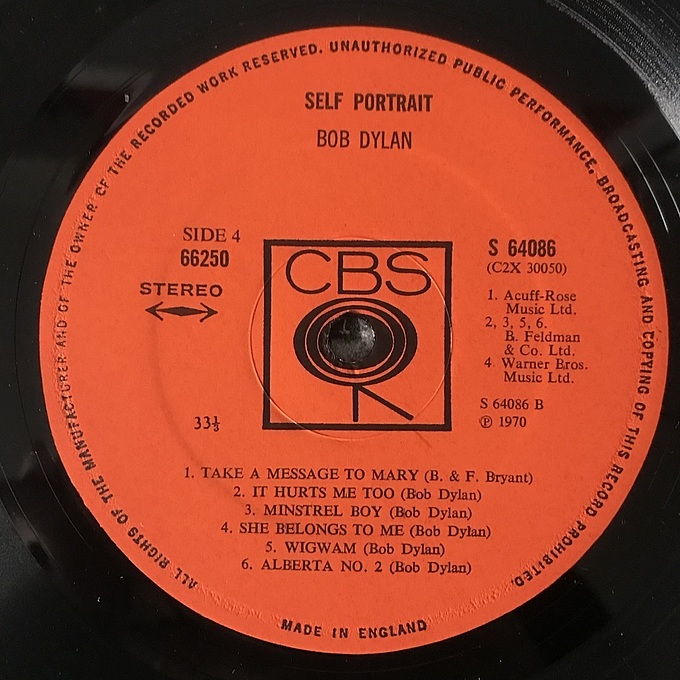 ALL RIGHTS OF THE MANUFACTURER AND OF THE OWNER OF THE RECORDED WORK RESERVED. UNAUTHORIZED PUBLIC PERFORMANCE, BROADCASTING AND COPYING OF THIS RECORD PROHIBITED.
SELF PORTRAIT
BOB DYLAN
SIDE 4
66250
STEREO
33⅓
CBS
S 64086
(C2X 30050)
1. Acuff-Rose
Music Ltd.
2, 3, 5, 6.
B. Feldman
& Co. Ltd.
4 Warner Bros.
Music Ltd.
S 64086 B
℗ 1970
1. TAKE A MESSAGE TO MARY (B. & F. Bryant)
2. IT HURTS ME TOO (Bob Dylan)
3. MINSTREL BOY (Bob Dylan)
4. SHE BELONGS TO ME (Bob Dylan)
5. WIGWAM (Bob Dylan)
6. ALBERTA NO. 2 (Bob Dylan)
MADE IN ENGLAND